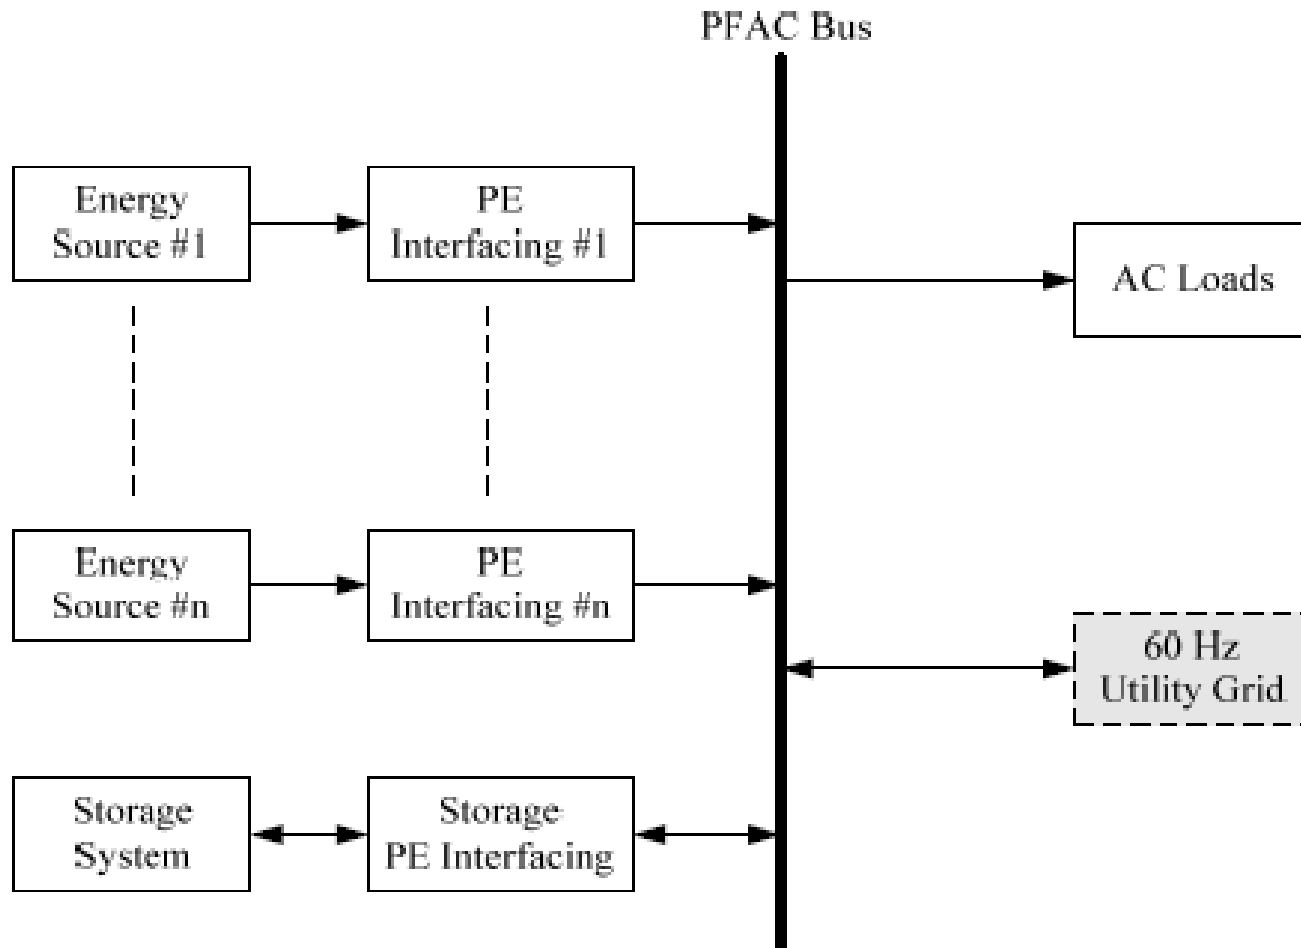 PFAC Bus
Energy
Source #1
PE
Interfacing #1
AC Loads
Energy
Source #n
PE
Interfacing #n
60 Hz
Utility Grid
Storage
System
Storage
PE Interfacing